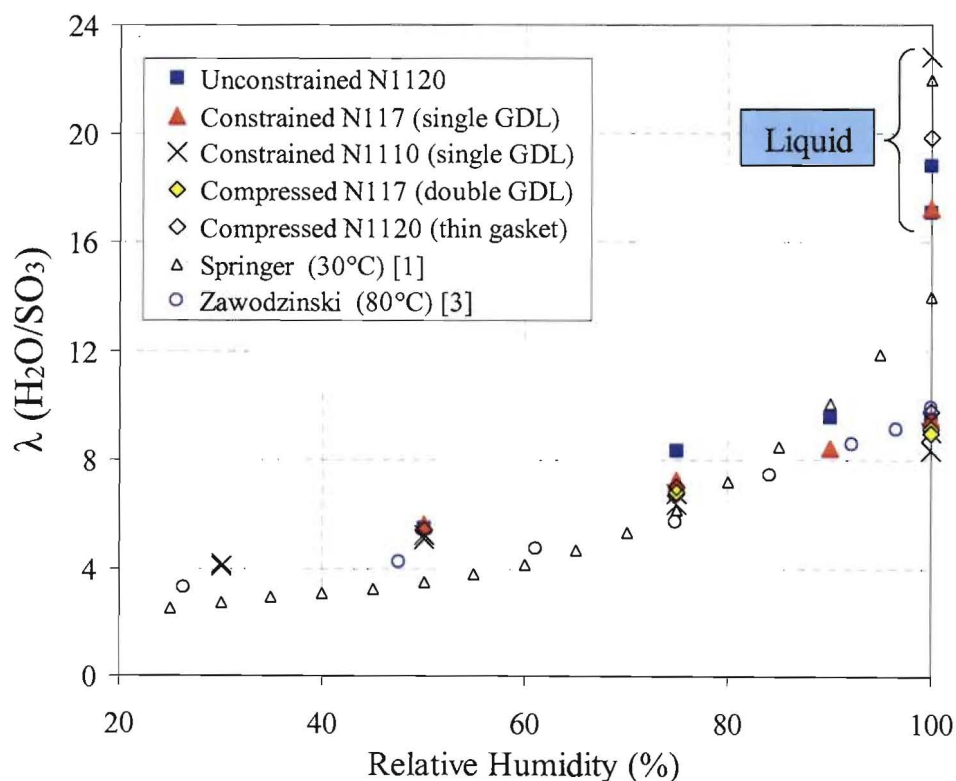 24
20
16
12
8
4
0
λ (H₂O/SO₃)
Unconstrained N1120
Constrained N117 (single GDL)
Constrained N1110 (single GDL)
Compressed N117 (double GDL)
Compressed N1120 (thin gasket)
Springer (30°C) [1]
Zawodzinski (80°C) [3]
Liquid
20 40 60 80 100
Relative Humidity (%)